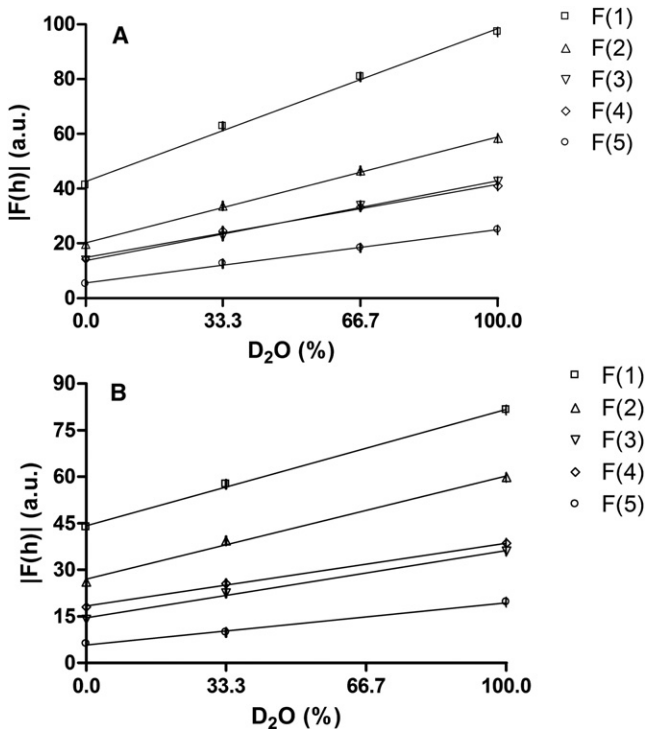 A
100
80
60
40
20
0
|F(h)| (a.u.)
0.0 33.3 66.7 100.0
D₂O (%)
F(1)
F(2)
F(3)
F(4)
F(5)
B
90
75
60
45
30
15
0
|F(h)| (a.u.)
0.0 33.3 66.7 100.0
D₂O (%)
F(1)
F(2)
F(3)
F(4)
F(5)